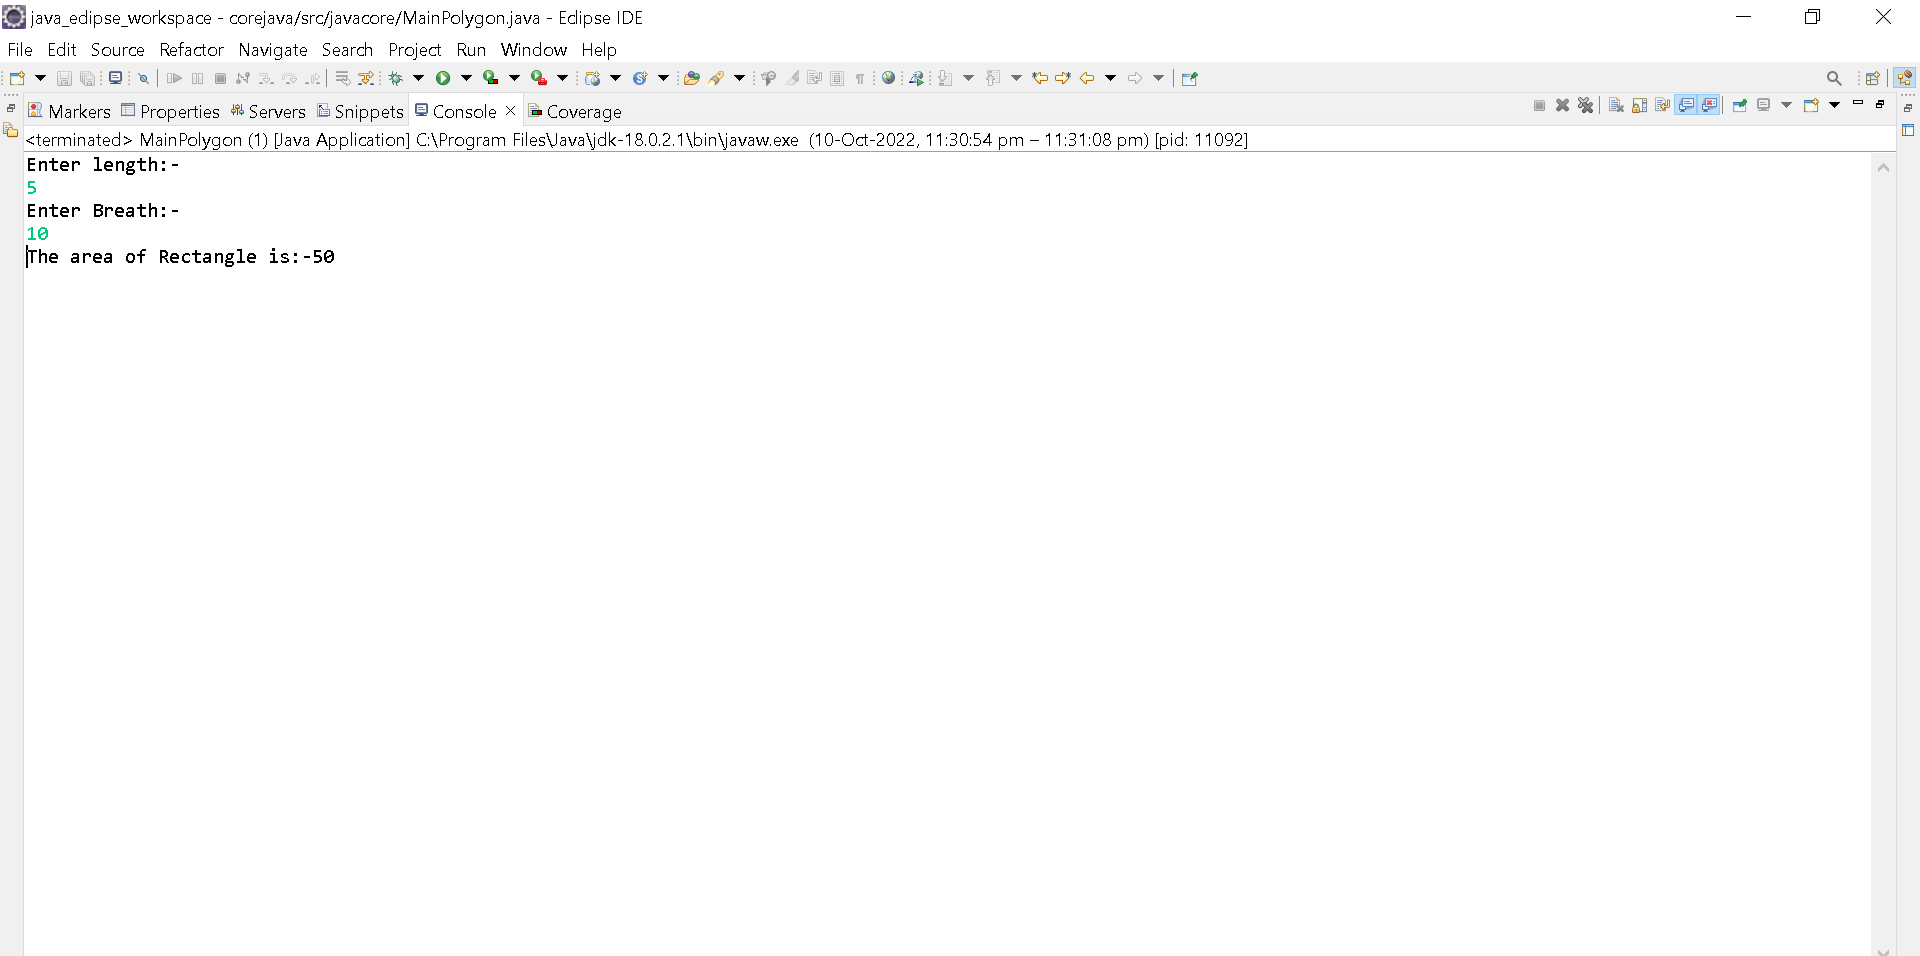 java_eclipse_workspace - corejava/src/javacore/MainPolygon.java - Eclipse IDE
File Edit Source Refactor Navigate Search Project Run Window Help
Markers Properties Servers Snippets Console Coverage
<terminated> MainPolygon (1) [Java Application] C:\Program Files\Java\jdk-18.0.2.1\bin\javaw.exe (10-Oct-2022, 11:30:54 pm – 11:31:08 pm) [pid: 11092]
Enter length:-
5
Enter Breath:-
10
The area of Rectangle is:-50